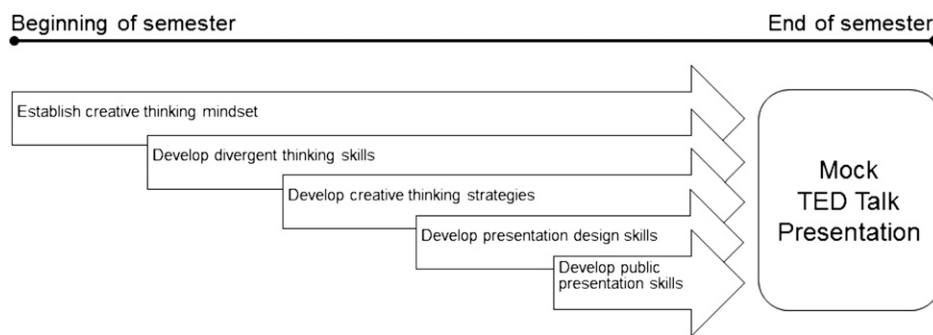 Beginning of semester
End of semester
Establish creative thinking mindset
Develop divergent thinking skills
Develop creative thinking strategies
Develop presentation design skills
Develop public
presentation skills
Mock
TED Talk
Presentation